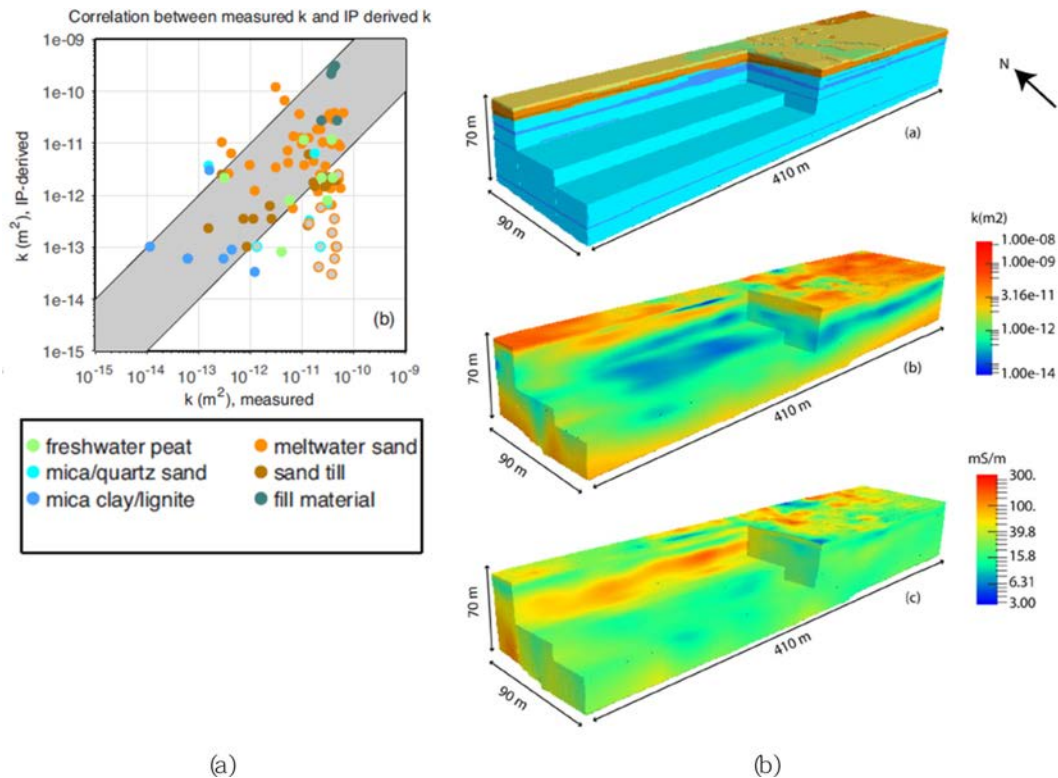 Correlation between measured k and IP derived k
1e-09
1e-10
1e-11
1e-12
1e-13
1e-14
1e-15
k (m²), IP-derived
(b)
10-15 10-14 10-13 10-12 10-11 10-10 10-9
k (m²), measured
freshwater peat meltwater sand
mica/quartz sand sand till
mica clay/lignite fill material
N
70 m
(a)
410 m
90 m
k(m2)
1.00e-08
1.00e-09
3.16e-11
1.00e-12
1.00e-14
70 m
(b)
410 m
90 m
mS/m
300.
100.
39.8
15.8
6.31
3.00
70 m
(c)
410 m
90 m
(a) (b)